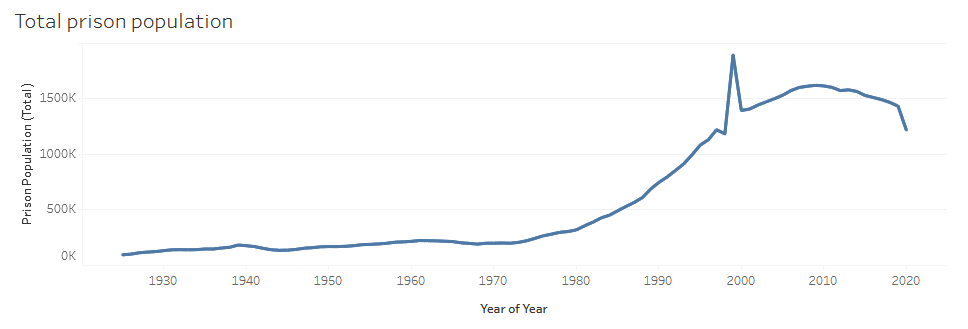 Total prison population
Prison Population (Total)
1500K
1000K
500K
0K
1930 1940 1950 1960 1970 1980 1990 2000 2010 2020
Year of Year